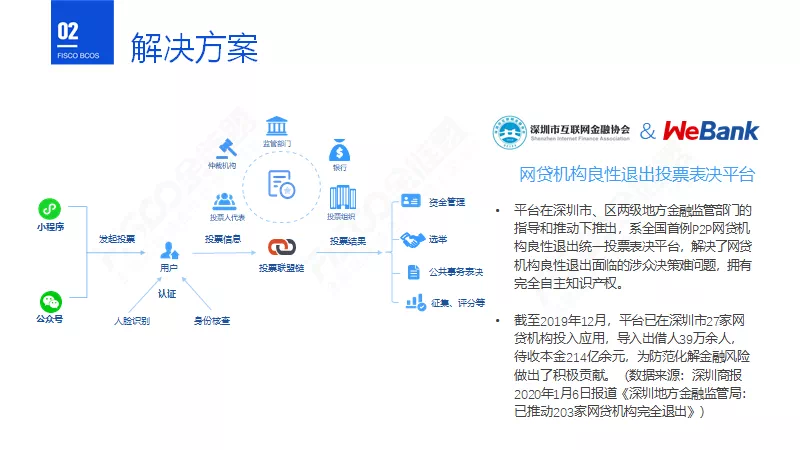 02
FISCO BCOS
解决方案
监管部门
仲裁机构
银行
投票人代表
投票组织
小程序
公众号
发起投票
用户
投票信息
投票联盟链
投票结果
认证
人脸识别
身份核查
资金管理
选举
公共事务表决
征集、评分等
深圳市互联网金融协会
Shenzhen Internet Finance Association
&
WeBank
网贷机构良性退出投票表决平台
• 平台在深圳市、区两级地方金融监管部门的
指导和推动下推出，系全国首例P2P网贷机
构良性退出统一投票表决平台，解决了网贷
机构良性退出面临的涉众决策难问题，拥有
完全自主知识产权。
• 截至2019年12月，平台已在深圳市27家网
贷机构投入应用，导入出借人39万余人，
待收本金214亿余元，为防范化解金融风险
做出了积极贡献。（数据来源：深圳商报
2020年1月6日报道《深圳地方金融监管局：
已推动203家网贷机构完全退出》）